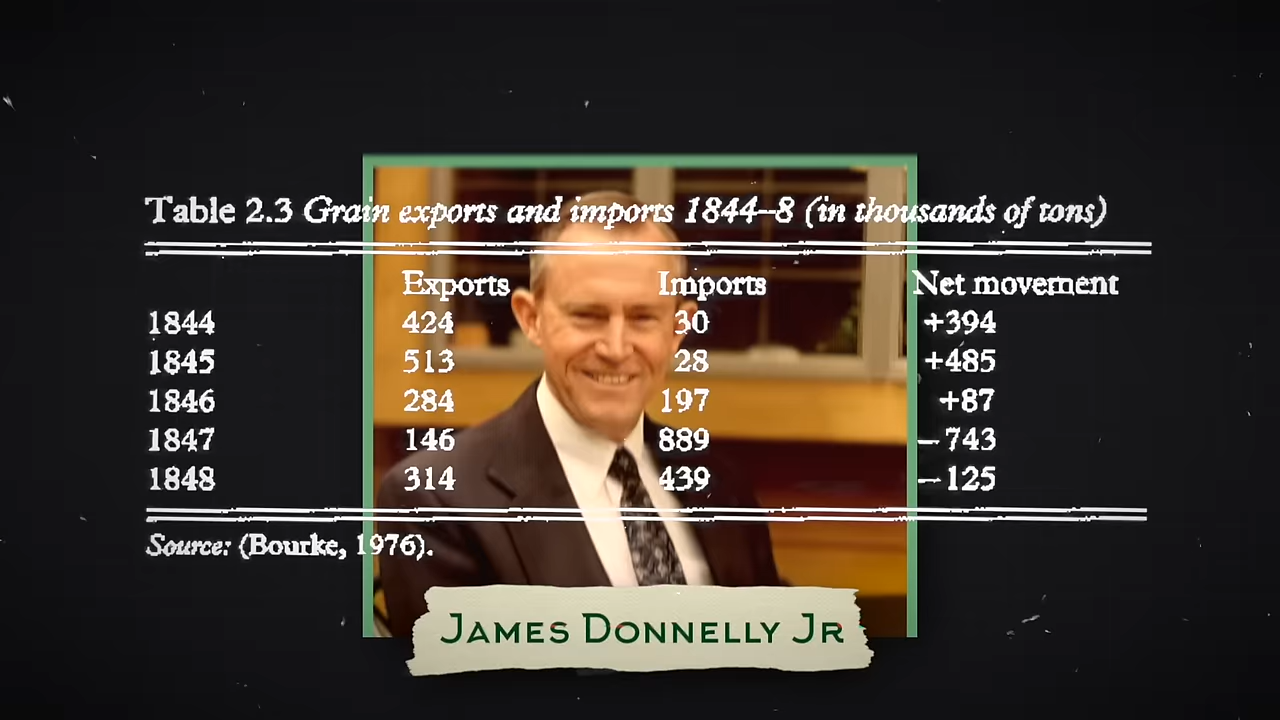 Table 2.3 Grain exports and imports 1844–8 (in thousands of tons)
Exports Imports Net movement
1844 424 30 +394
1845 513 28 +485
1846 284 197 +87
1847 146 889 –743
1848 314 439 –125
Source: (Bourke, 1976).
JAMES DONNELLY JR